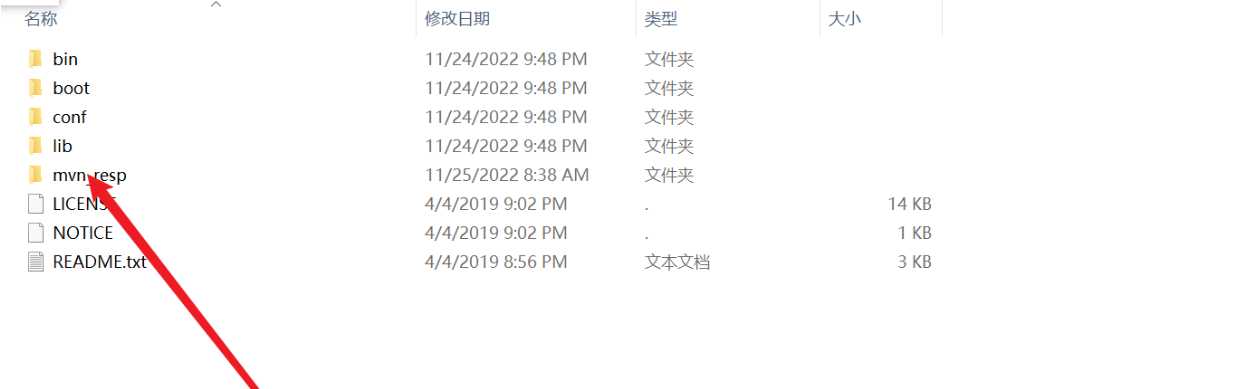 名称 修改日期 类型 大小
bin 11/24/2022 9:48 PM 文件夹
boot 11/24/2022 9:48 PM 文件夹
conf 11/24/2022 9:48 PM 文件夹
lib 11/24/2022 9:48 PM 文件夹
mvn_resp 11/25/2022 8:38 AM 文件夹
LICENSE 4/4/2019 9:02 PM . 14 KB
NOTICE 4/4/2019 9:02 PM . 1 KB
README.txt 4/4/2019 8:56 PM 文本文档 3 KB